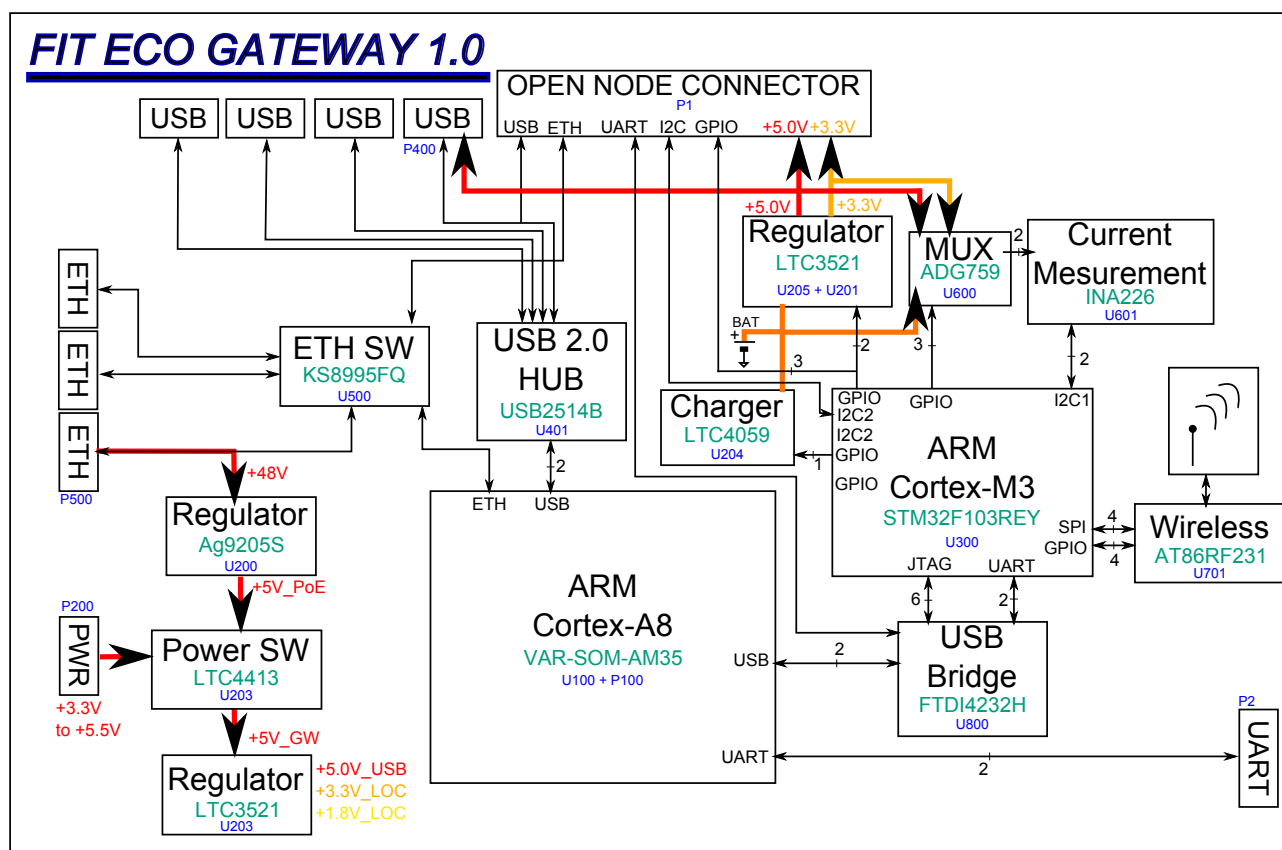 FIT ECO GATEWAY 1.0
OPEN NODE CONNECTOR
P1
USB ETH UART I2C GPIO +5.0V +3.3V
USB
USB
USB
USB
P400
+5.0V
+3.3V
Regulator
LTC3521
U205 + U201
MUX
ADG759
U600
2
Current
Mesurement
INA226
U601
ETH
ETH
ETH
P500
ETH SW
KS8995FQ
U500
USB 2.0
HUB
USB2514B
U401
BAT
+
3
2
3
2
Charger
LTC4059
U204
1
GPIO
I2C2
I2C2
GPIO
GPIO
GPIO
I2C1
ARM
Cortex-M3
STM32F103REY
U300
SPI
GPIO
JTAG
UART
4
4
Wireless
AT86RF231
U701
+48V
Regulator
Ag9205S
U200
+5V_PoE
2
ETH
USB
ARM
Cortex-A8
VAR-SOM-AM35
U100 + P100
USB
UART
2
6
2
USB
Bridge
FTDI4232H
U800
P200
PWR
+3.3V
to +5.5V
Power SW
LTC4413
U203
+5V_GW
Regulator
LTC3521
U203
+5.0V_USB
+3.3V_LOC
+1.8V_LOC
2
P2
UART